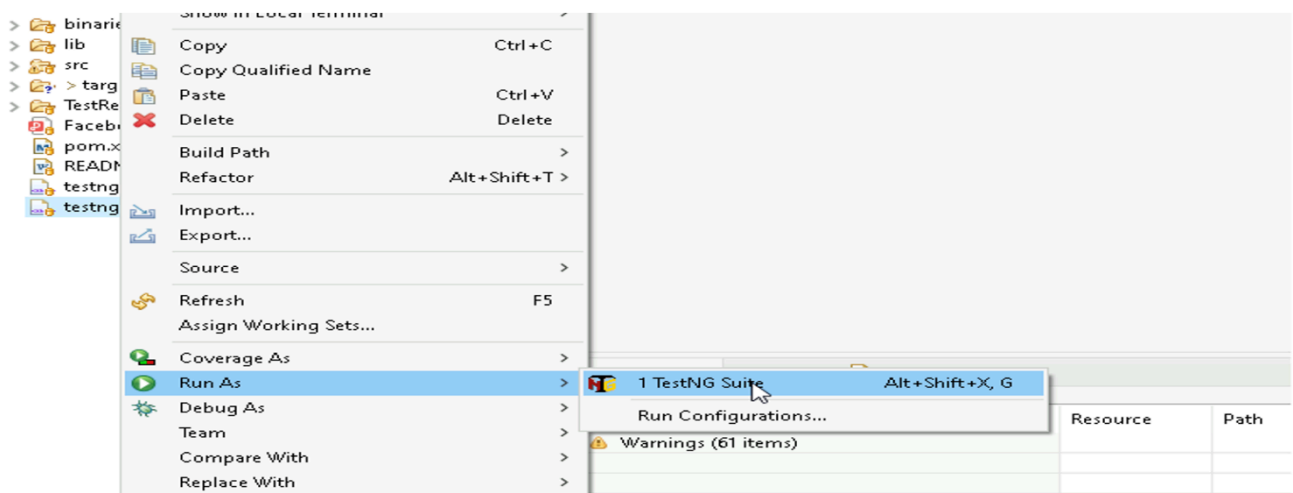 Show in Local Terminal >
> binarie
> lib
> src
> > targ
> TestRe
Faceb
pom.x
READM
testng
testng
Copy Ctrl+C
Copy Qualified Name
Paste Ctrl+V
Delete Delete
Build Path >
Refactor Alt+Shift+T >
Import...
Export...
Source >
Refresh F5
Assign Working Sets...
Coverage As >
Run As >
Debug As >
Team >
Compare With >
Replace With >
1 TestNG Suite Alt+Shift+X, G
Run Configurations...
Resource Path
Warnings (61 items)